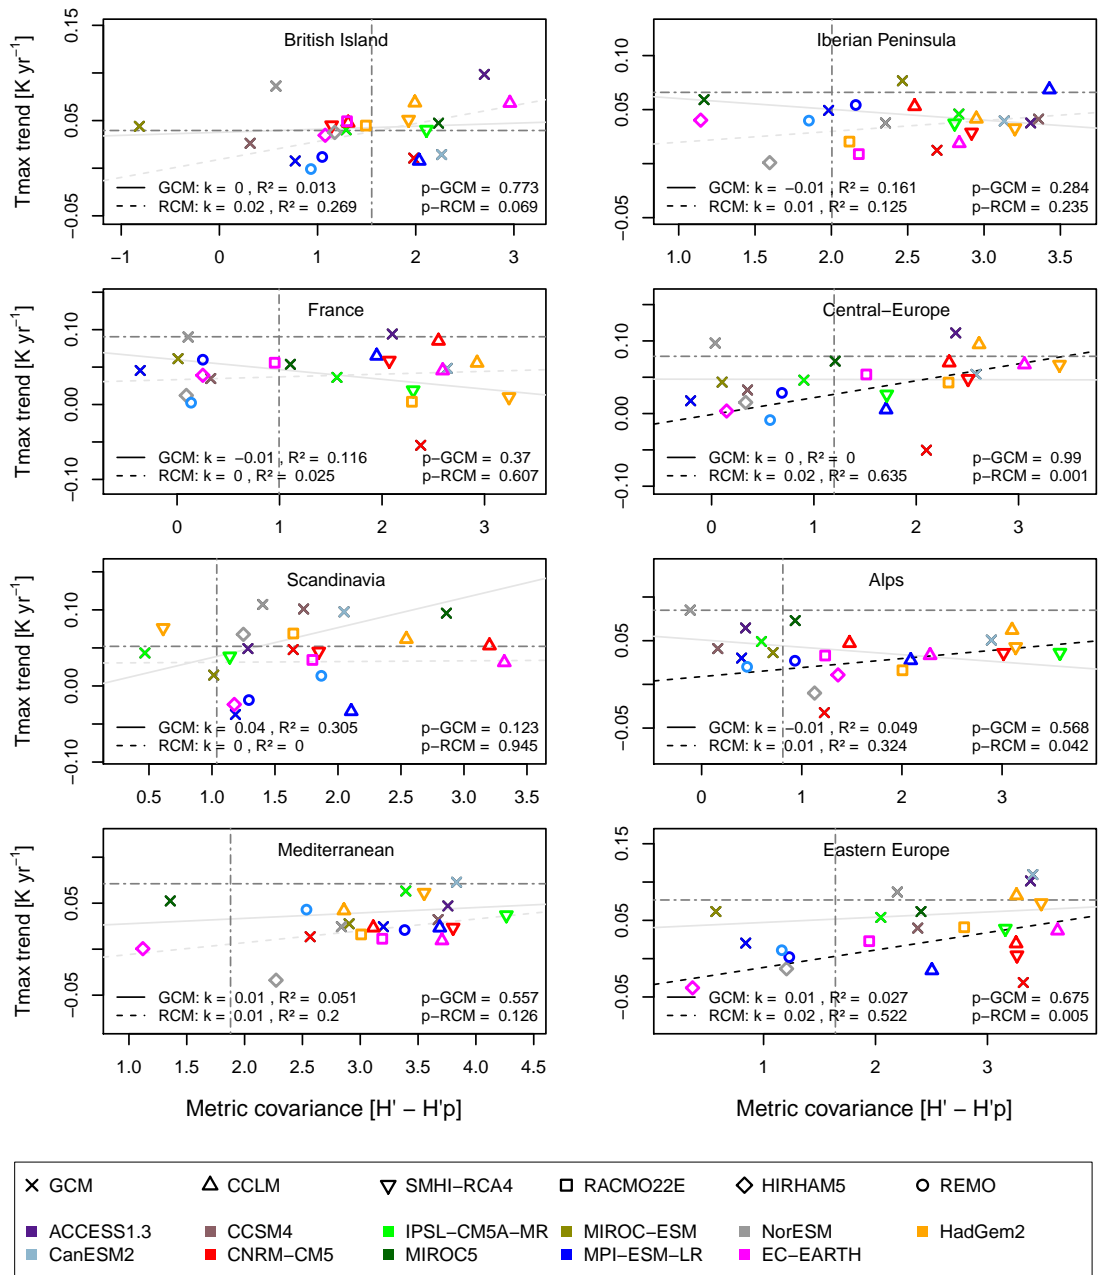 British Island
Tmax trend [K yr−1]
−0.05
0.00
0.05
0.10
0.15
GCM: k = 0 , R² = 0.013
p−GCM = 0.773
RCM: k = 0.02 , R² = 0.269
p−RCM = 0.069
−1 0 1 2 3
Iberian Peninsula
−0.05
0.05
0.10
GCM: k = −0.01 , R² = 0.161
p−GCM = 0.284
RCM: k = 0.01 , R² = 0.125
p−RCM = 0.235
1.0 1.5 2.0 2.5 3.0 3.5
France
Tmax trend [K yr−1]
−0.10
0.00
0.10
GCM: k = −0.01 , R² = 0.116
p−GCM = 0.37
RCM: k = 0 , R² = 0.025
p−RCM = 0.607
0 1 2 3
Central−Europe
−0.10
0.00
0.10
GCM: k = 0 , R² = 0
p−GCM = 0.99
RCM: k = 0.02 , R² = 0.635
p−RCM = 0.001
0 1 2 3
Scandinavia
Tmax trend [K yr−1]
−0.10
0.00
0.10
GCM: k = 0.04 , R² = 0.305
p−GCM = 0.123
RCM: k = 0 , R² = 0
p−RCM = 0.945
0.5 1.0 1.5 2.0 2.5 3.0 3.5
Alps
−0.05
0.05
GCM: k = −0.01 , R² = 0.049
p−GCM = 0.568
RCM: k = 0.01 , R² = 0.324
p−RCM = 0.042
0 1 2 3
Mediterranean
Tmax trend [K yr−1]
−0.05
0.05
GCM: k = 0.01 , R² = 0.051
p−GCM = 0.557
RCM: k = 0.01 , R² = 0.2
p−RCM = 0.126
1.0 1.5 2.0 2.5 3.0 3.5 4.0 4.5
Metric covariance [H' − H'p]
Eastern Europe
−0.05
0.05
0.15
GCM: k = 0.01 , R² = 0.027
p−GCM = 0.675
RCM: k = 0.02 , R² = 0.522
p−RCM = 0.005
1 2 3
Metric covariance [H' − H'p]
GCM CCLM SMHI−RCA4 RACMO22E HIRHAM5 REMO
ACCESS1.3 CCSM4 IPSL−CM5A−MR MIROC−ESM NorESM HadGem2
CanESM2 CNRM−CM5 MIROC5 MPI−ESM−LR EC−EARTH